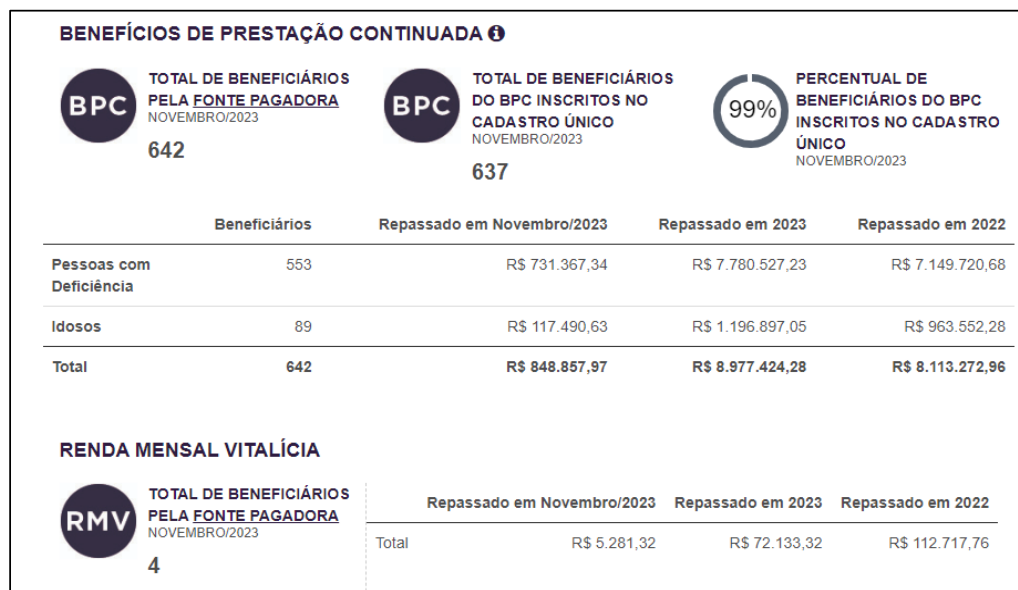 BENEFÍCIOS DE PRESTAÇÃO CONTINUADA
BPC
TOTAL DE BENEFICIÁRIOS
PELA FONTE PAGADORA
NOVEMBRO/2023
642
BPC
TOTAL DE BENEFICIÁRIOS
DO BPC INSCRITOS NO
CADASTRO ÚNICO
NOVEMBRO/2023
637
99%
PERCENTUAL DE
BENEFICIÁRIOS DO BPC
INSCRITOS NO CADASTRO
ÚNICO
NOVEMBRO/2023
Beneficiários Repassado em Novembro/2023 Repassado em 2023 Repassado em 2022
Pessoas com 553 R$ 731.367,34 R$ 7.780.527,23 R$ 7.149.720,68
Deficiência
Idosos 89 R$ 117.490,63 R$ 1.196.897,05 R$ 963.552,28
Total 642 R$ 848.857,97 R$ 8.977.424,28 R$ 8.113.272,96
RENDA MENSAL VITALÍCIA
RMV
TOTAL DE BENEFICIÁRIOS
PELA FONTE PAGADORA
NOVEMBRO/2023
4
Repassado em Novembro/2023 Repassado em 2023 Repassado em 2022
Total R$ 5.281,32 R$ 72.133,32 R$ 112.717,76